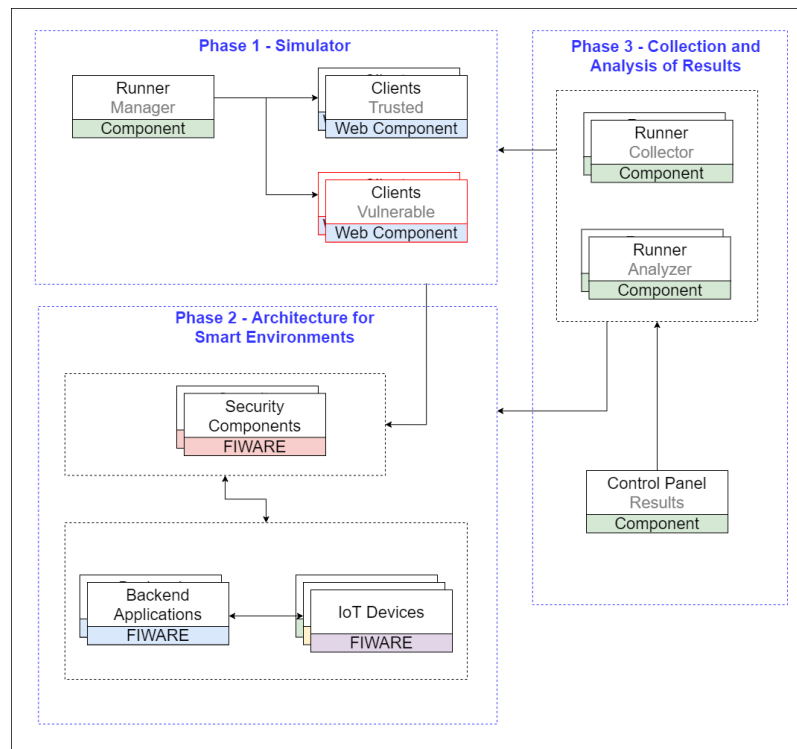 Phase 1 - Simulator
Runner
Manager
Component
Clients
Trusted
Web Component
Clients
Vulnerable
Web Component
Phase 2 - Architecture for
Smart Environments
Security
Components
FIWARE
Backend
Applications
FIWARE
IoT Devices
FIWARE
Phase 3 - Collection and
Analysis of Results
Runner
Collector
Component
Runner
Analyzer
Component
Control Panel
Results
Component